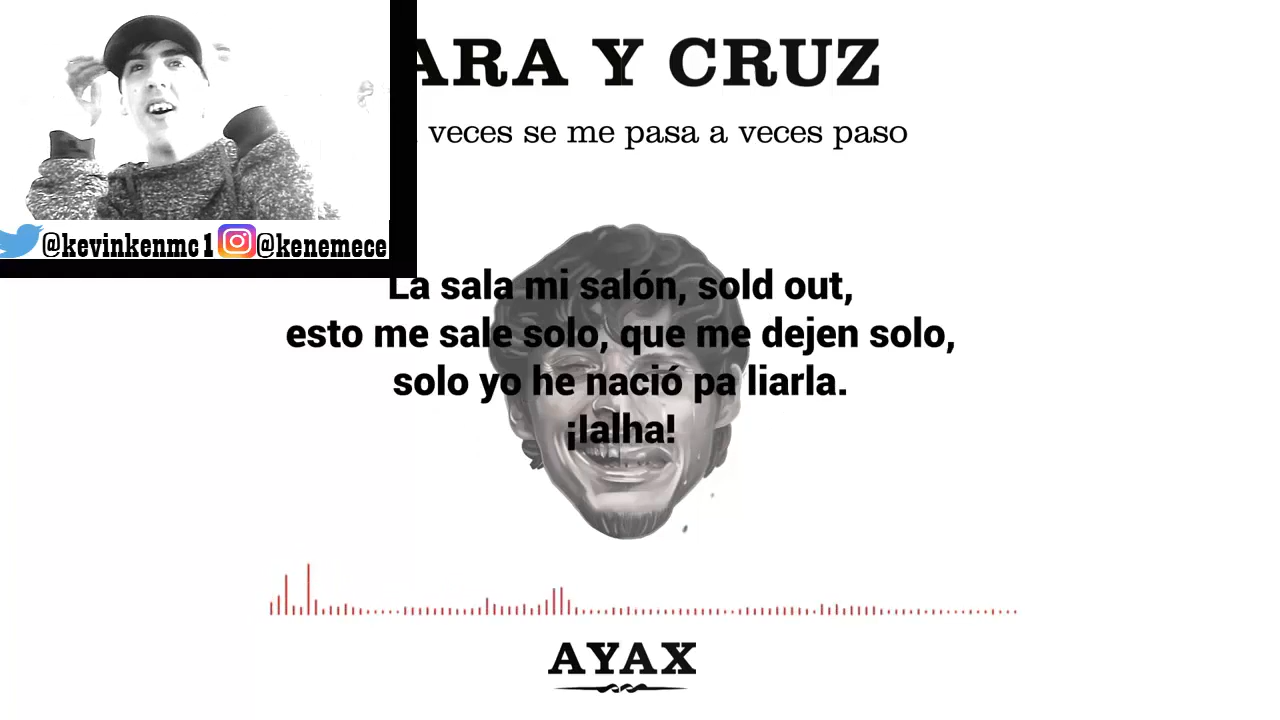 ARA Y CRUZ
veces se me pasa a veces paso
@kevinkenmc1 @kenemece
La sala mi salón, sold out,
esto me sale solo, que me dejen solo,
solo yo he nació pa liarla.
¡lalha!
AYAX